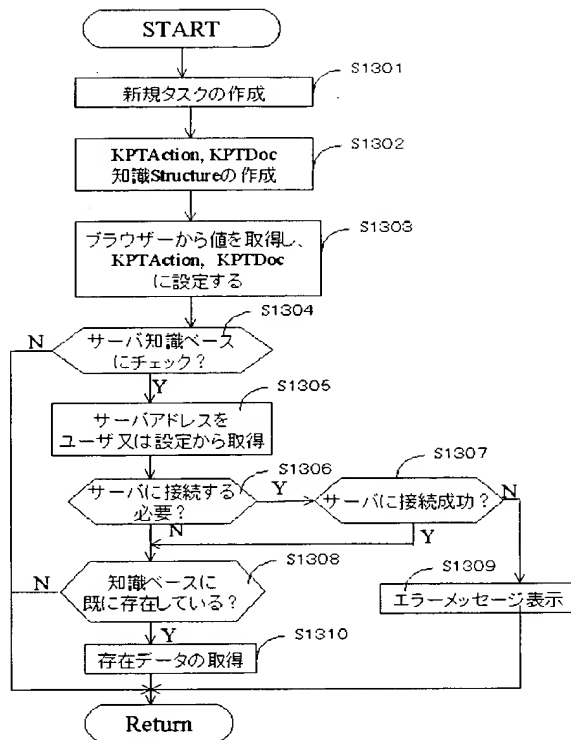 START
S1301
新規タスクの作成
S1302
KPTAction, KPTDoc
知識Structureの作成
S1303
ブラウザーから値を取得し、
KPTAction, KPTDoc
に設定する
S1304
N
サーバ知識ベース
にチェック?
Y
S1305
サーバアドレスを
ユーザ又は設定から取得
S1306
サーバに接続する
必要?
Y
N
S1307
サーバに接続成功?
N
Y
S1308
N
知識ベースに
既に存在している?
Y
S1309
エラーメッセージ表示
S1310
存在データの取得
Return